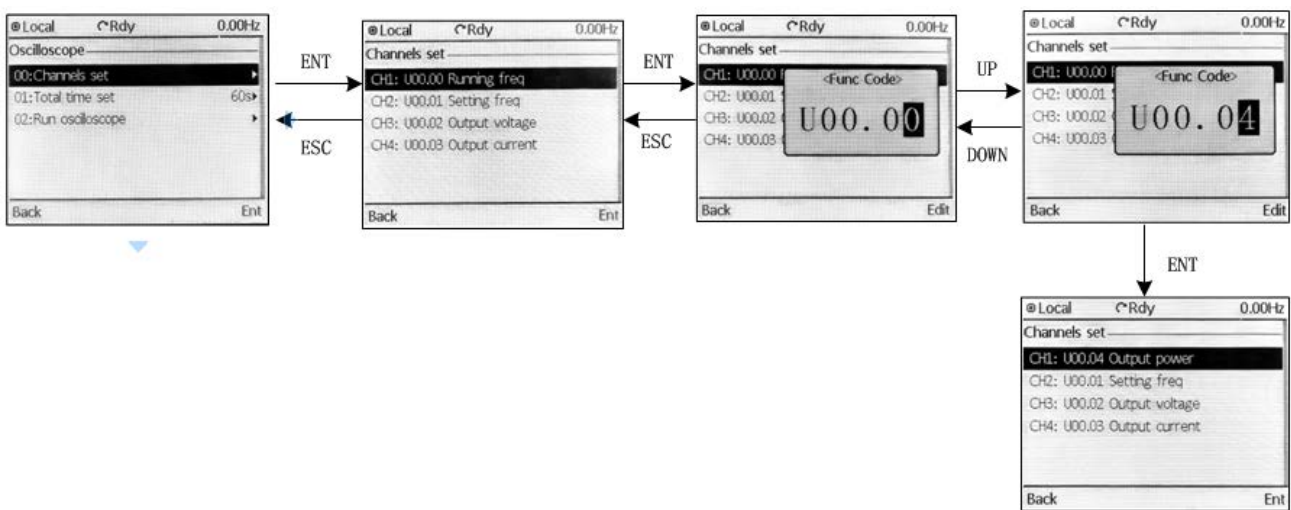 Local Rdy 0.00Hz
Oscilloscope
00:Channels set
01:Total time set 60s
02:Run oscilloscope
Back Ent
ENT
ESC
Local Rdy 0.00Hz
Channels set
CH1: U00.00 Running freq
CH2: U00.01 Setting freq
CH3: U00.02 Output voltage
CH4: U00.03 Output current
Back Ent
ENT
ESC
Local Rdy 0.00Hz
Channels set
CH1: U00.00
CH2: U00.01
CH3: U00.02
CH4: U00.03
<Func Code>
U00.00
Back Edit
UP
DOWN
Local Rdy 0.00Hz
Channels set
CH1: U00.00
CH2: U00.01
CH3: U00.02
CH4: U00.03
<Func Code>
U00.04
Back Edit
ENT
Local Rdy 0.00Hz
Channels set
CH1: U00.04 Output power
CH2: U00.01 Setting freq
CH3: U00.02 Output voltage
CH4: U00.03 Output current
Back Ent